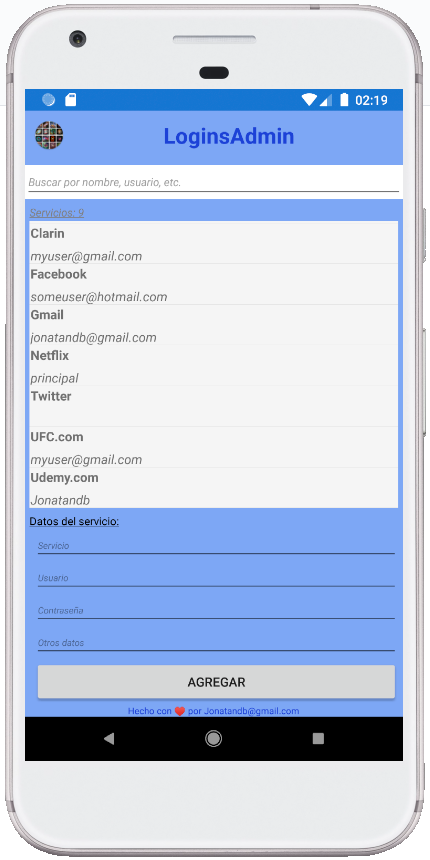 02:19
LoginsAdmin
Buscar por nombre, usuario, etc.
Servicios: 9
Clarin
myuser@gmail.com
Facebook
someuser@hotmail.com
Gmail
jonatandb@gmail.com
Netflix
principal
Twitter
UFC.com
myuser@gmail.com
Udemy.com
Jonatandb
Datos del servicio:
Servicio
Usuario
Contraseña
Otros datos
AGREGAR
Hecho con ❤️ por Jonatandb@gmail.com